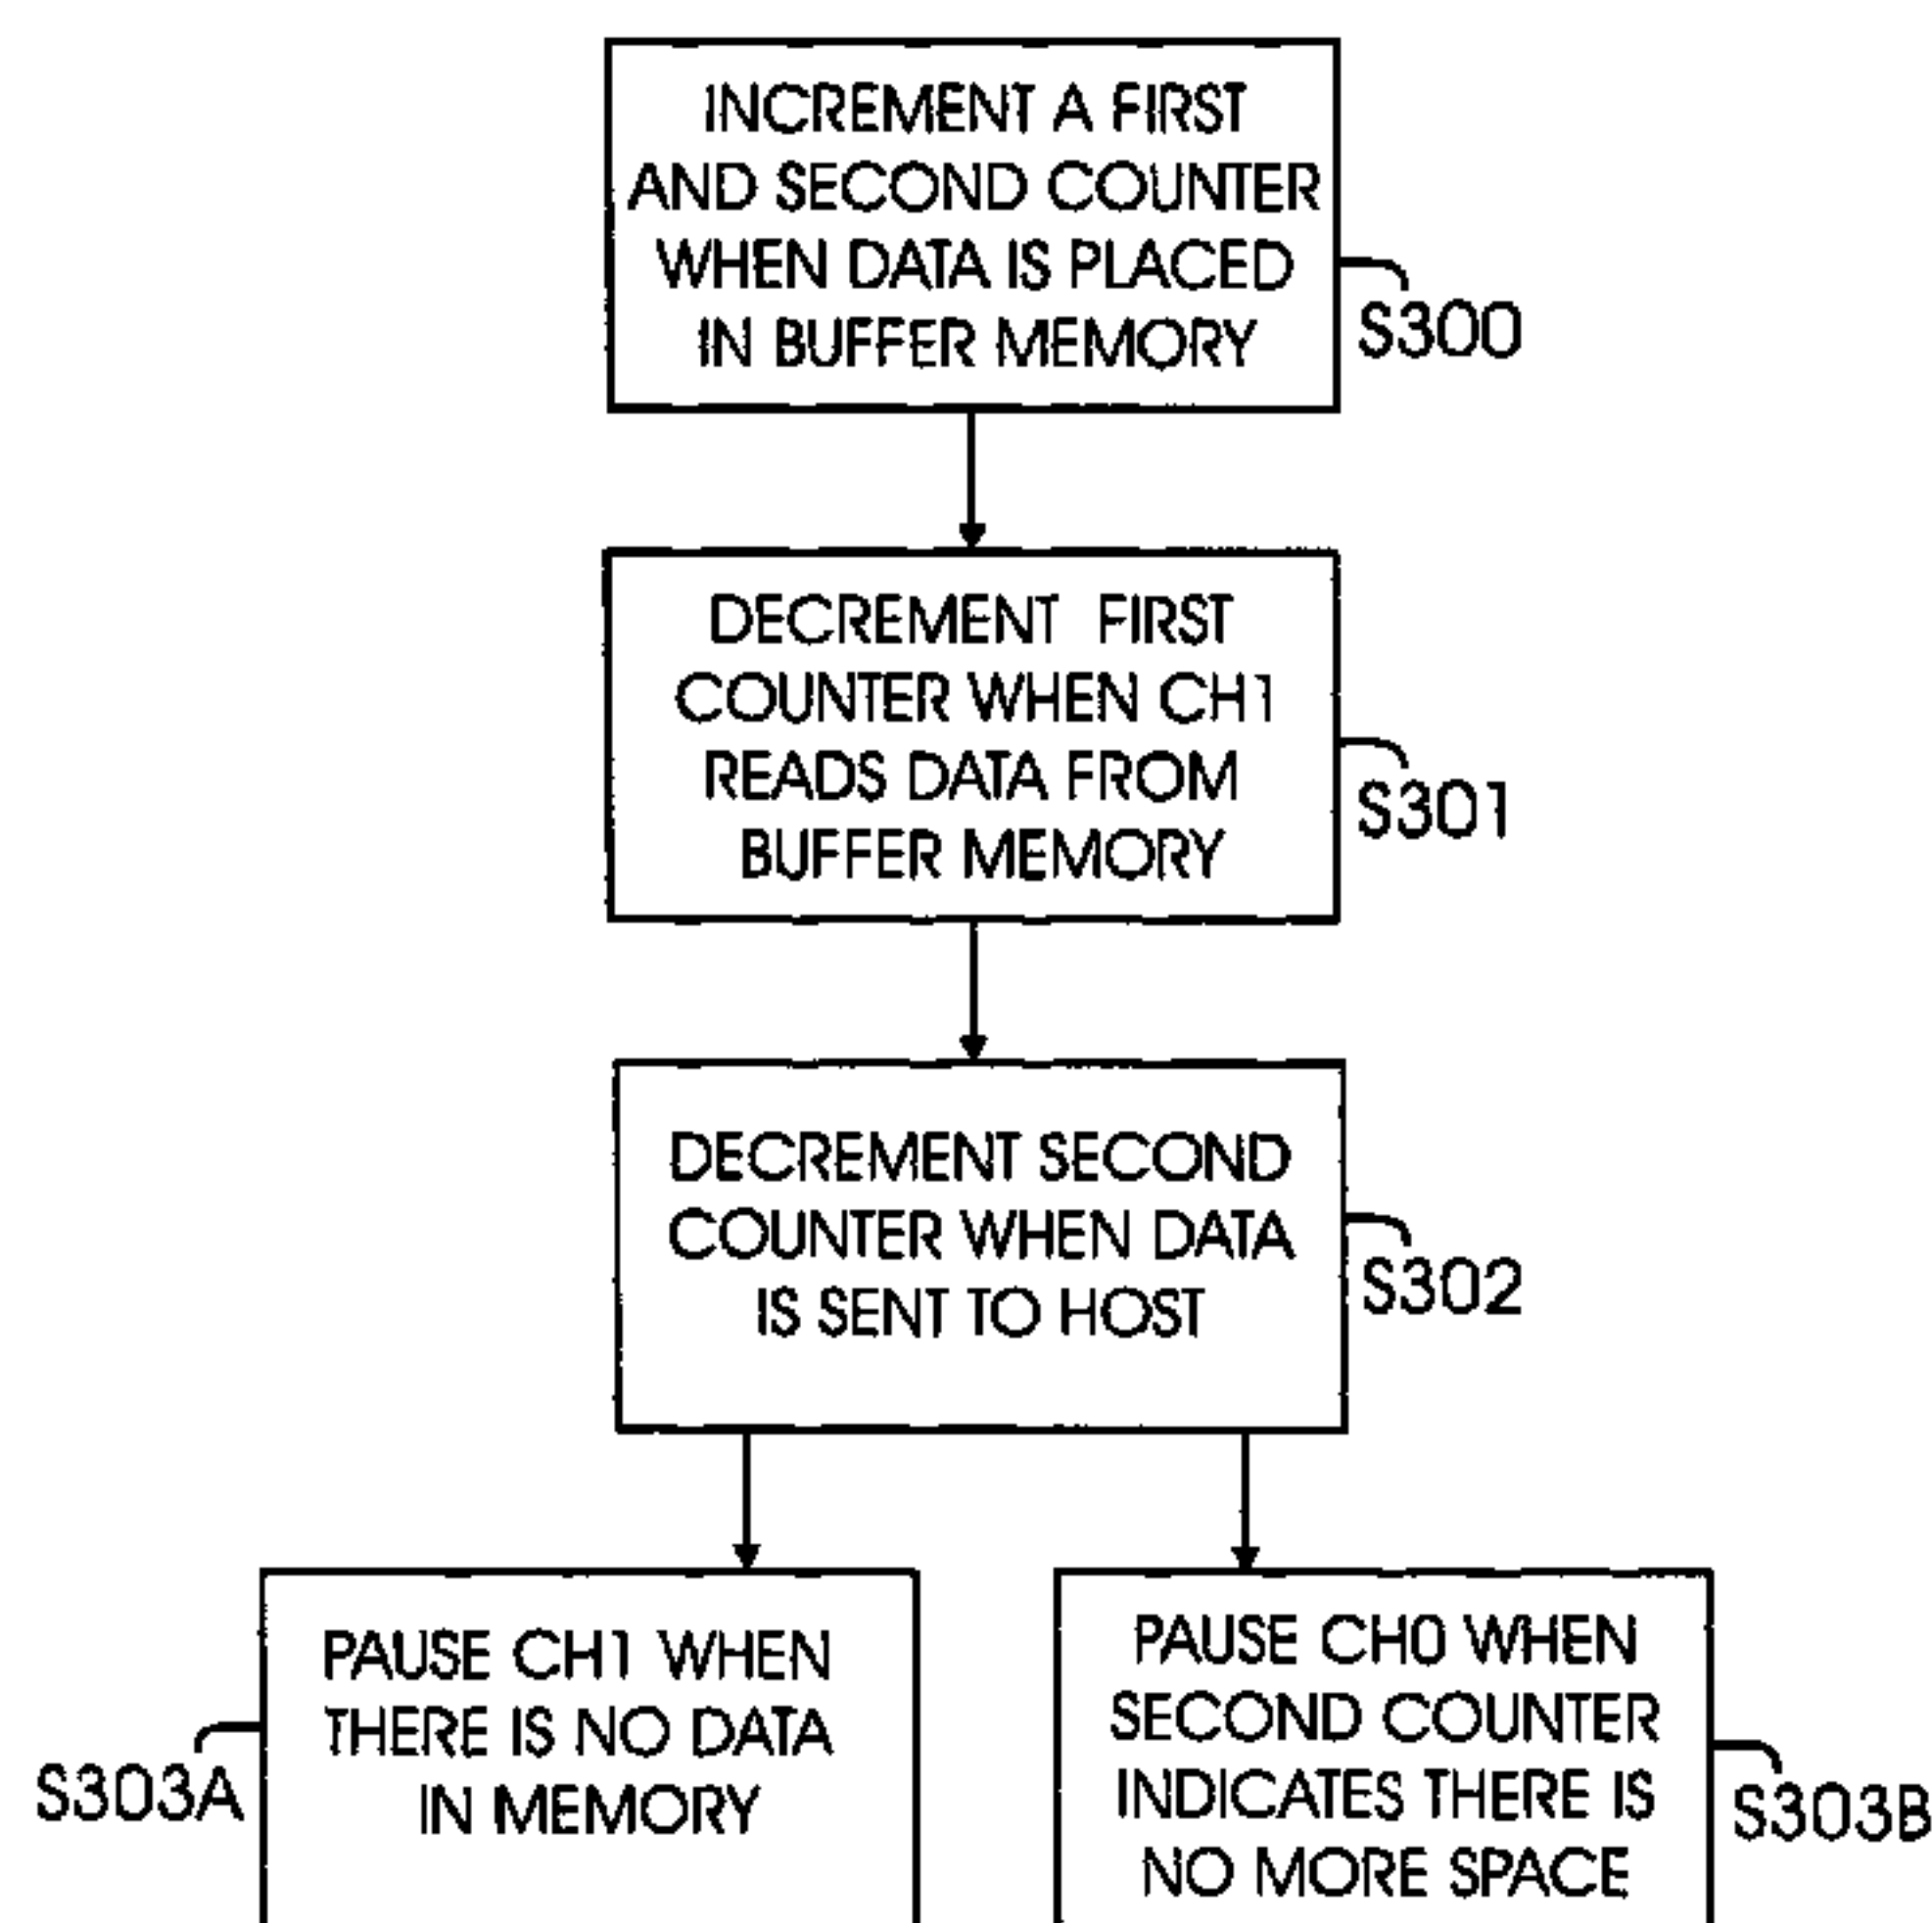 INCREMENT A FIRST
AND SECOND COUNTER
WHEN DATA IS PLACED
IN BUFFER MEMORY
S300
DECREMENT FIRST
COUNTER WHEN CH1
READS DATA FROM
BUFFER MEMORY
S301
DECREMENT SECOND
COUNTER WHEN DATA
IS SENT TO HOST
S302
PAUSE CH1 WHEN
THERE IS NO DATA
IN MEMORY
S303A
PAUSE CH0 WHEN
SECOND COUNTER
INDICATES THERE IS
NO MORE SPACE
S303B